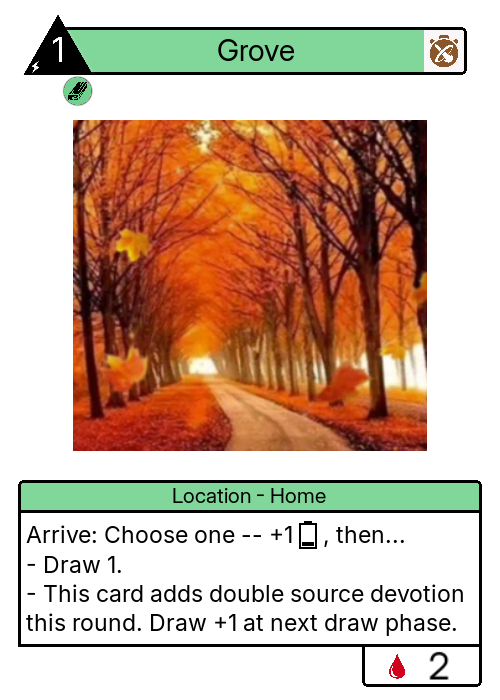 1
Grove
Location - Home
Arrive: Choose one -- +1 , then...
- Draw 1.
- This card adds double source devotion
this round. Draw +1 at next draw phase.
2